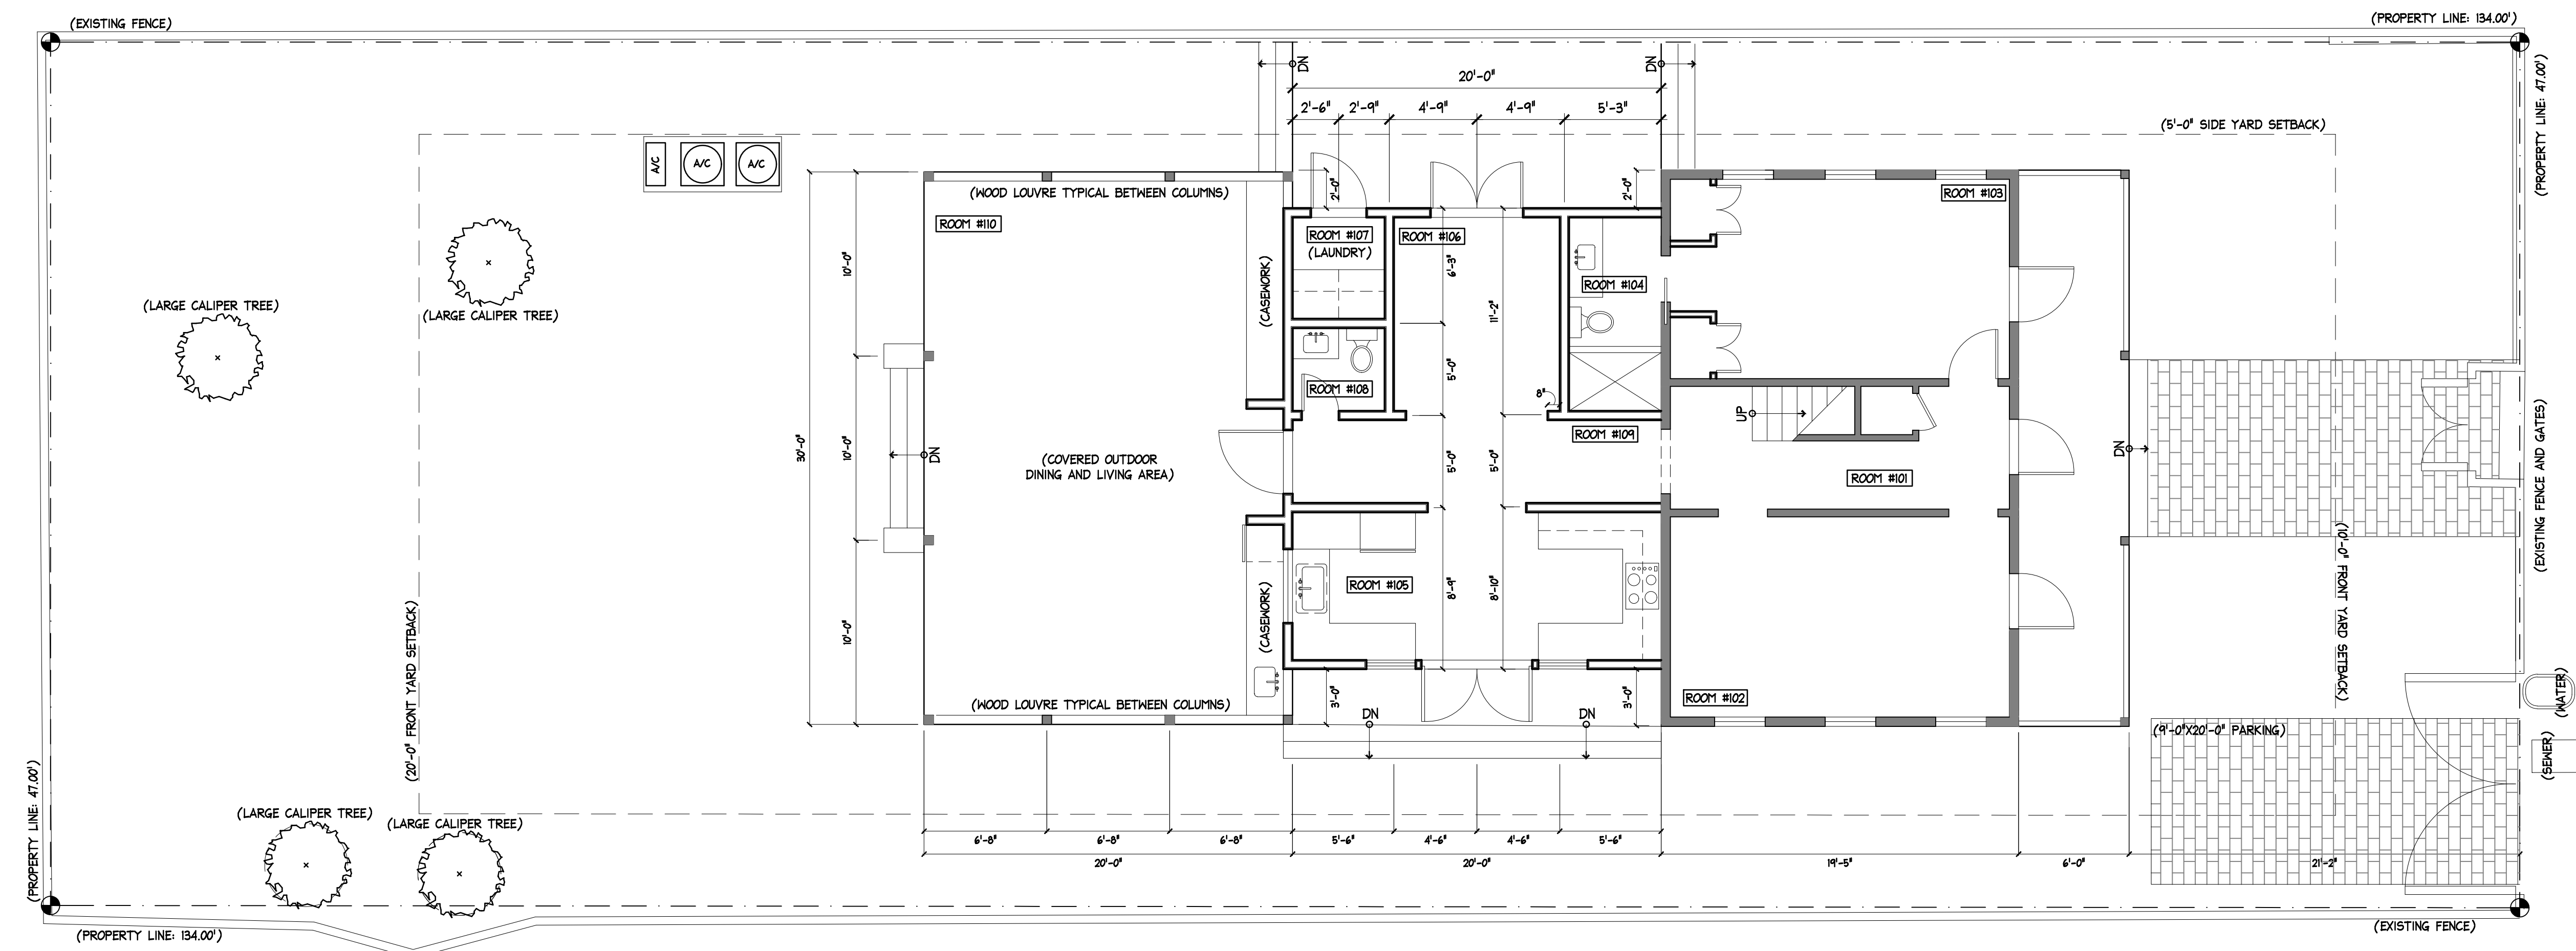 (EXISTING FENCE)
(PROPERTY LINE: 134.00')
DN
DN
20'-0"
2'-6"
2'-9"
4'-9"
4'-9"
5'-3"
(5'-0" SIDE YARD SETBACK)
(PROPERTY LINE: 47.00')
A/C
A/C
A/C
(WOOD LOUVRE TYPICAL BETWEEN COLUMNS)
2'-0"
2'-0"
ROOM #103
ROOM #110
ROOM #107
(LAUNDRY)
ROOM #106
10'-0"
(CASEWORK)
6'-3"
11'-2"
ROOM #104
(LARGE CALIPER TREE)
(LARGE CALIPER TREE)
5'-0"
ROOM #108
8"
UP
ROOM #109
30'-0"
10'-0"
DN
(COVERED OUTDOOR
DINING AND LIVING AREA)
5'-0"
5'-0"
ROOM #101
DN
(EXISTING FENCE AND GATES)
ROOM #105
8'-9"
8'-10"
(CASEWORK)
10'-0"
(20'-0" FRONT YARD SETBACK)
(10'-0" FRONT YARD SETBACK)
ROOM #102
(WOOD LOUVRE TYPICAL BETWEEN COLUMNS)
3'-0"
3'-0"
DN
DN
(9'-0"X20'-0" PARKING)
(WATER)
(SEWER)
(PROPERTY LINE: 47.00')
(LARGE CALIPER TREE)
(LARGE CALIPER TREE)
6'-8"
6'-8"
6'-8"
5'-6"
4'-6"
4'-6"
5'-6"
20'-0"
20'-0"
19'-5"
6'-0"
21'-2"
(PROPERTY LINE: 134.00')
(EXISTING FENCE)